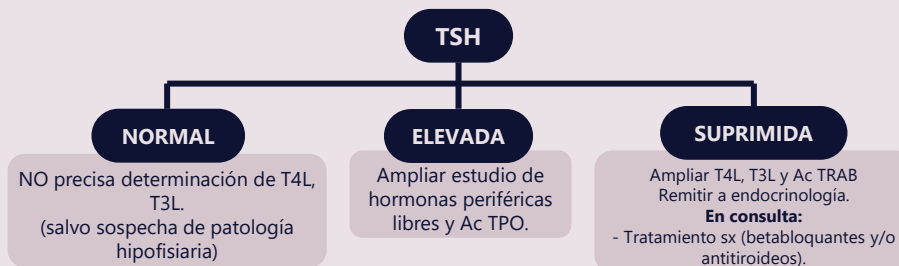 TSH
NORMAL
NO precisa determinación de T4L,
T3L.
(salvo sospecha de patología
hipofisiaria)
ELEVADA
Ampliar estudio de
hormonas periféricas
libres y Ac TPO.
SUPRIMIDA
Ampliar T4L, T3L y Ac TRAB
Remitir a endocrinología.
En consulta:
- Tratamiento sx (betabloquantes y/o
antitiroideos).